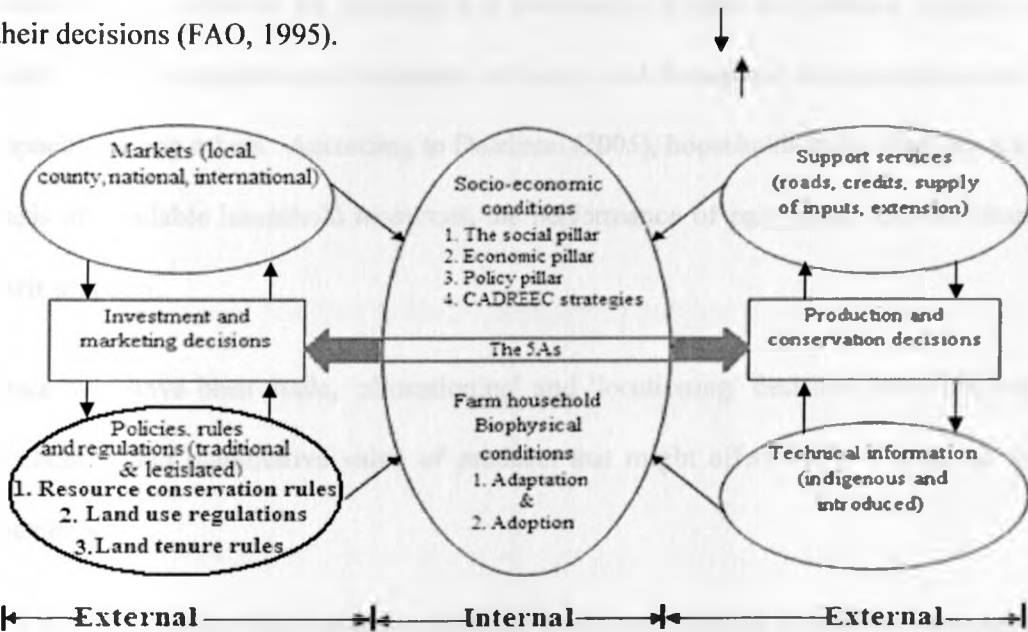 their decisions (FAO, 1995).
Markets (local,
county, national, international)
Investment and
marketing decisions
Policies, rules
and regulations (traditional
& legislated)
1. Resource conservation rules
2. Land use regulations
3. Land tenure rules
Socio-economic
conditions
1. The social pillar
2. Economic pillar
3. Policy pillar
4. CADREEC strategies
The 5As
Farm household
Biophysical
conditions
1. Adaptation
&
2. Adoption
Support services
(roads, credits, supply
of inputs, extension)
Production and
conservation decisions
Technical information
(indigenous and
introduced)
External
Internal
External